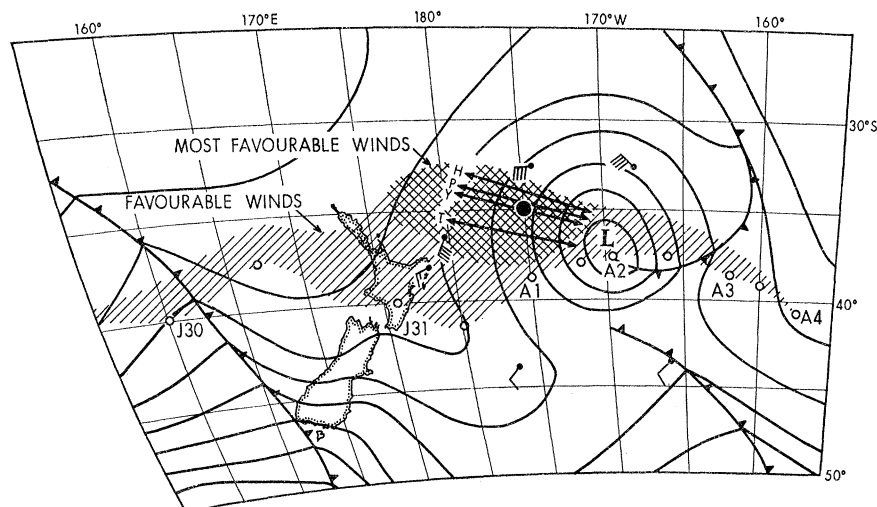 160° 170°E 180° 170°W 160°
30°S
MOST FAVOURABLE WINDS
H
P
Y
FAVOURABLE WINDS
T
L
A2
A1
A3
J30
J31
40°
A4
B
50°